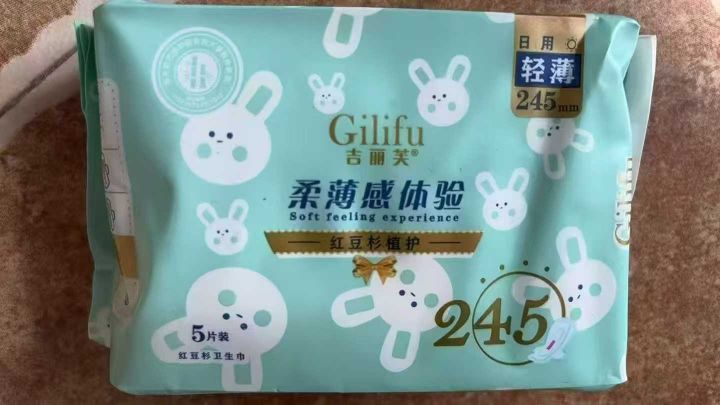 日用
轻薄
245mm
Gilifu
吉丽芙®
柔薄感体验
Soft feeling experience
红豆杉植护
245
5片装
红豆杉卫生巾
Gilifu